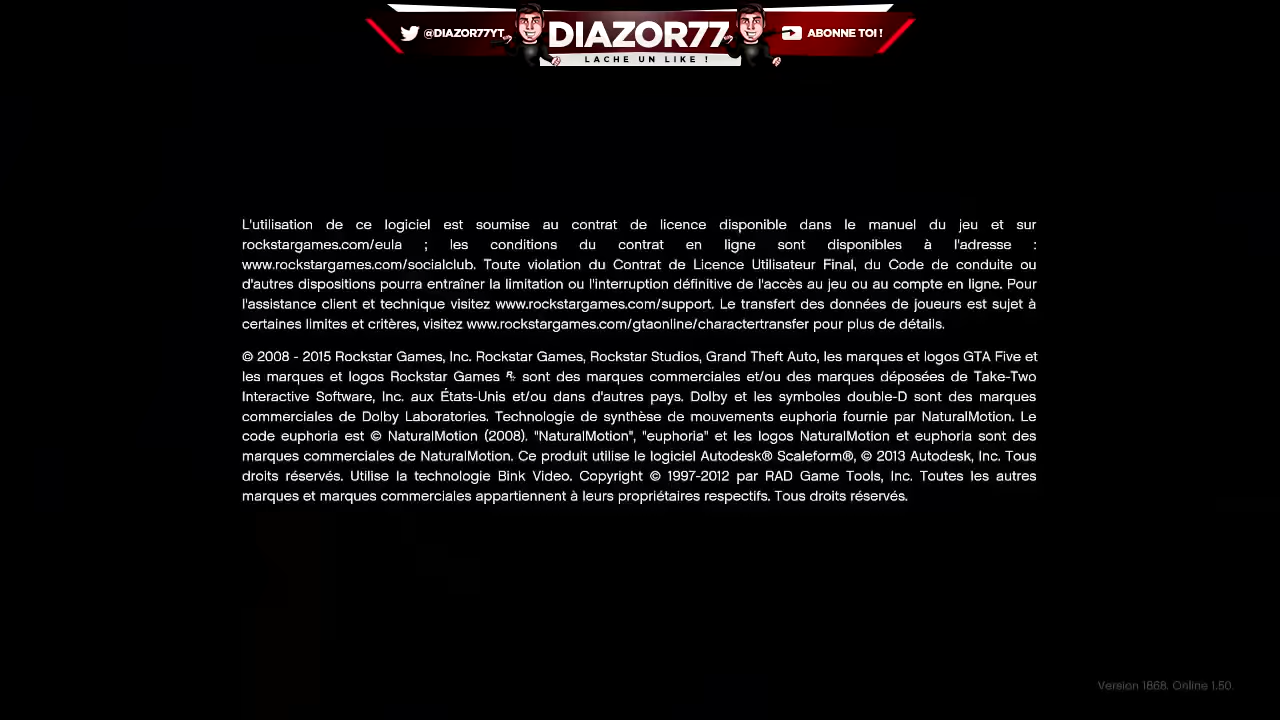 @DIAZOR77YT
DIAZOR77
ABONNE TOI !
LACHE UN LIKE !
L'utilisation de ce logiciel est soumise au contrat de licence disponible dans le manuel du jeu et sur
rockstargames.com/eula ; les conditions du contrat en ligne sont disponibles à l'adresse :
www.rockstargames.com/socialclub. Toute violation du Contrat de Licence Utilisateur Final, du Code de conduite ou
d'autres dispositions pourra entraîner la limitation ou l'interruption définitive de l'accès au jeu ou au compte en ligne. Pour
l'assistance client et technique visitez www.rockstargames.com/support. Le transfert des données de joueurs est sujet à
certaines limites et critères, visitez www.rockstargames.com/gtaonline/charactertransfer pour plus de détails.
© 2008 - 2015 Rockstar Games, Inc. Rockstar Games, Rockstar Studios, Grand Theft Auto, les marques et logos GTA Five et
les marques et logos Rockstar Games R* sont des marques commerciales et/ou des marques déposées de Take-Two
Interactive Software, Inc. aux États-Unis et/ou dans d'autres pays. Dolby et les symboles double-D sont des marques
commerciales de Dolby Laboratories. Technologie de synthèse de mouvements euphoria fournie par NaturalMotion. Le
code euphoria est © NaturalMotion (2008). "NaturalMotion", "euphoria" et les logos NaturalMotion et euphoria sont des
marques commerciales de NaturalMotion. Ce produit utilise le logiciel Autodesk® Scaleform®, © 2013 Autodesk, Inc. Tous
droits réservés. Utilise la technologie Bink Video. Copyright © 1997-2012 par RAD Game Tools, Inc. Toutes les autres
marques et marques commerciales appartiennent à leurs propriétaires respectifs. Tous droits réservés.
Version 1868. Online 1.50.